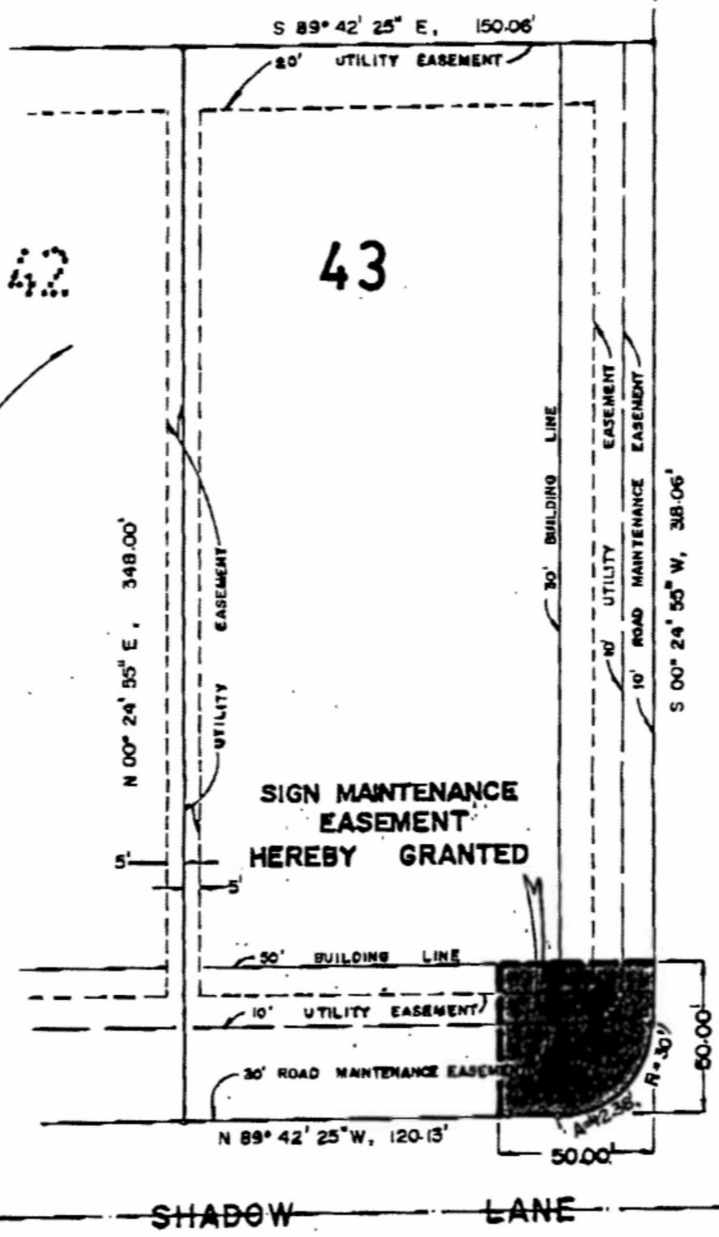 S 89° 42' 25" E, 150.06'
20' UTILITY EASEMENT
42
43
30' BUILDING LINE
10' UTILITY EASEMENT
10' ROAD MAINTENANCE EASEMENT
S 00° 24' 55" W, 318.06'
N 00° 24' 55" E, 348.00'
UTILITY EASEMENT
SIGN MAINTENANCE
EASEMENT
HEREBY GRANTED
5'
5'
50' BUILDING LINE
10' UTILITY EASEMENT
30' ROAD MAINTENANCE EASEMENT
N 89° 42' 25" W, 120.13'
R=30'
50.00'
SHADOW LANE